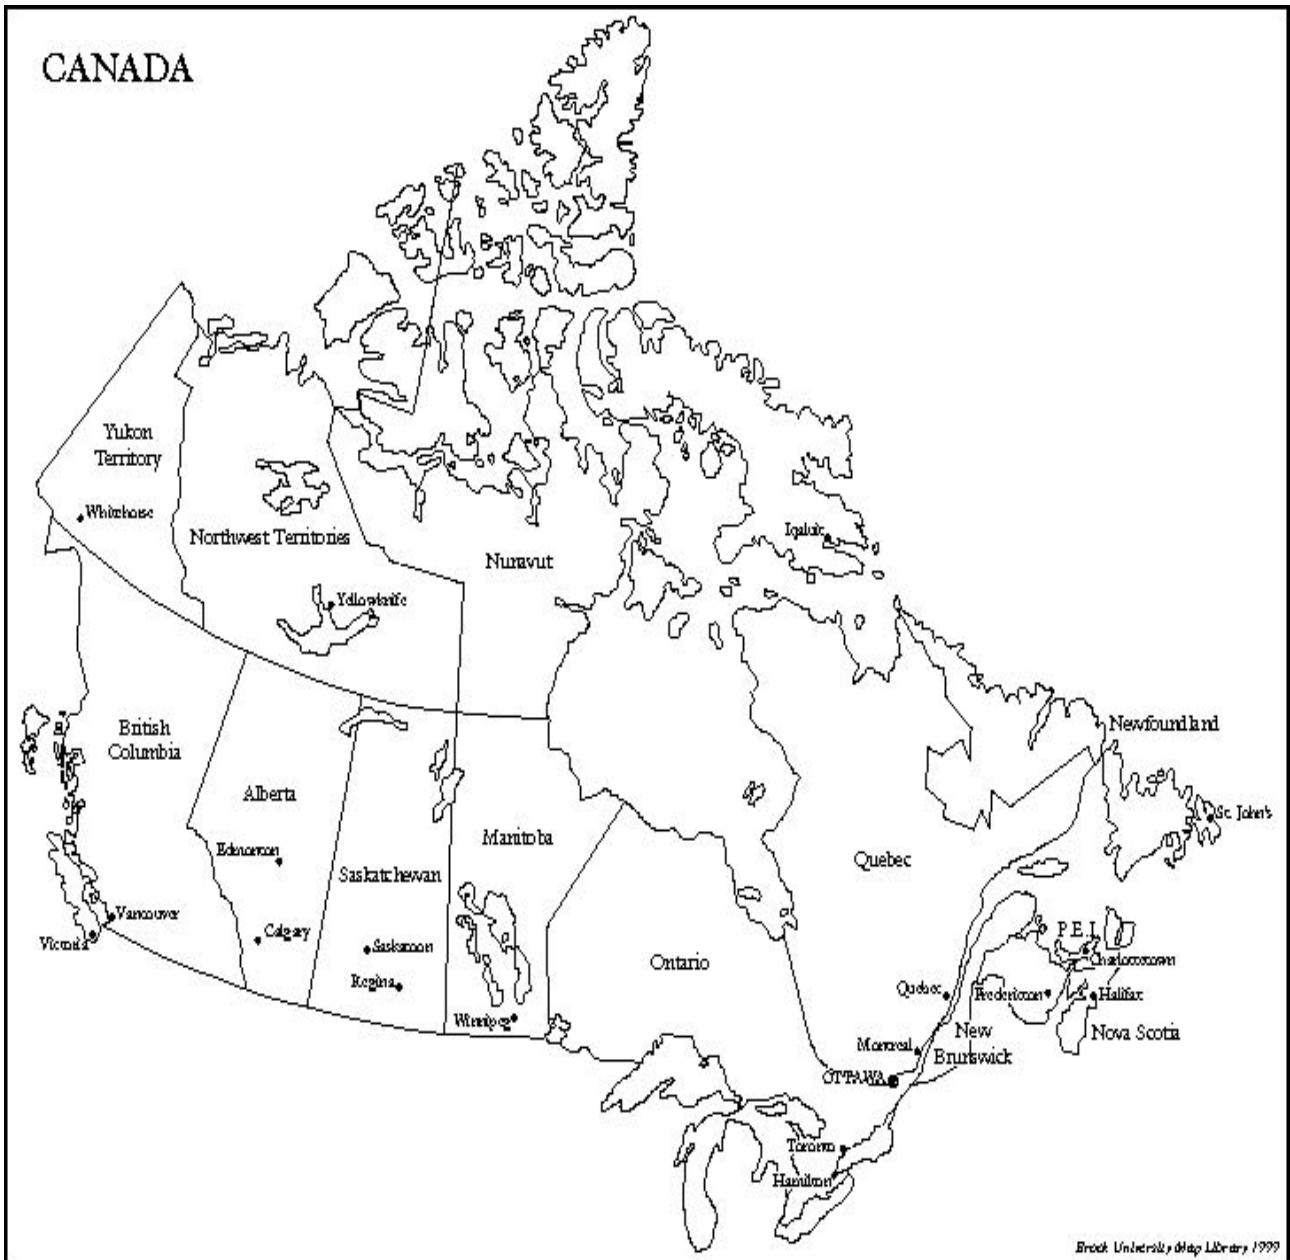 CANADA
Yukon
Territory
Whitehorse
Northwest Territories
Nunavut
Iqaluit
Yellowknife
British
Columbia
Newfoundland
Alberta
St. John's
Manitoba
Edmonton
Quebec
Saskatchewan
Vancouver
Victoria
Calgary
Saskatoon
P.E.I.
Charlottetown
Ontario
Regina
Quebec
Fredericton
Halifax
Winnipeg
New
Brunswick
Nova Scotia
Montreal
OTTAWA
Toronto
Hamilton
Brock University Map Library 1999